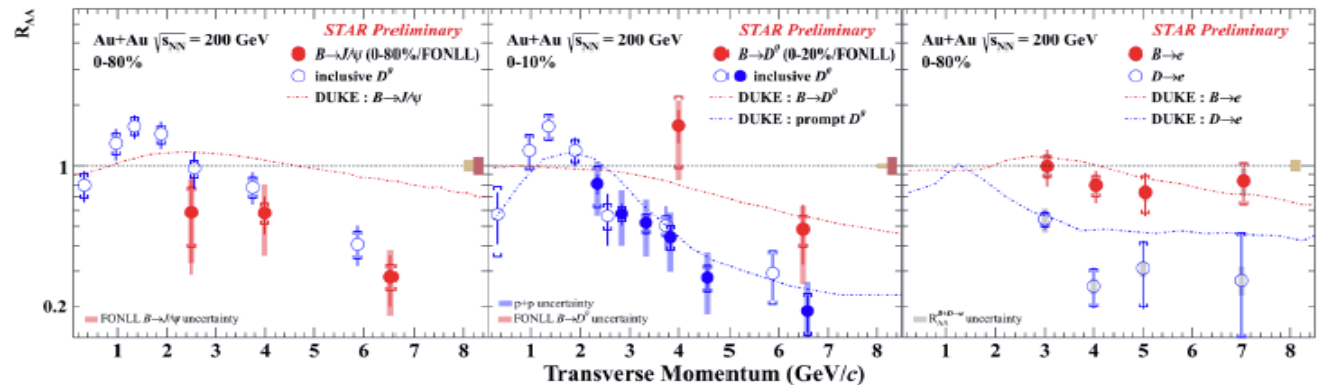 R_AA
STAR Preliminary
Au+Au √s_NN = 200 GeV
0-80%
B→J/ψ (0-80%/FONLL)
inclusive D⁰
DUKE : B→J/ψ
FONLL B→J/ψ uncertainty
STAR Preliminary
Au+Au √s_NN = 200 GeV
0-10%
B→D⁰ (0-20%/FONLL)
inclusive D⁰
DUKE : B→D⁰
DUKE : prompt D⁰
p+p uncertainty
FONLL B→D⁰ uncertainty
STAR Preliminary
Au+Au √s_NN = 200 GeV
0-80%
B→e
D→e
DUKE : B→e
DUKE : D→e
R_AA^B+D→e uncertainty
1
0.2
1 2 3 4 5 6 7 8
1 2 3 4 5 6 7 8
1 2 3 4 5 6 7 8
Transverse Momentum (GeV/c)